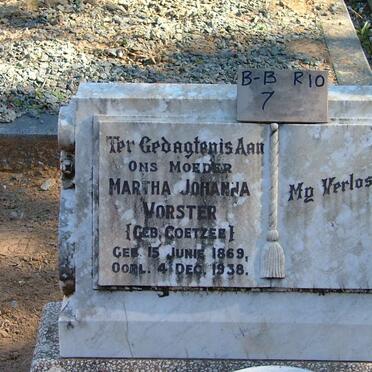 B-B R10
7
Ter Gedagtenis Aan
Ons Moeder
Martha Johanja
Vorster
[Geb. Coetzee]
Geb. 15 Junie 1869,
Oorl. 4 Dec. 1938.
My Verlos